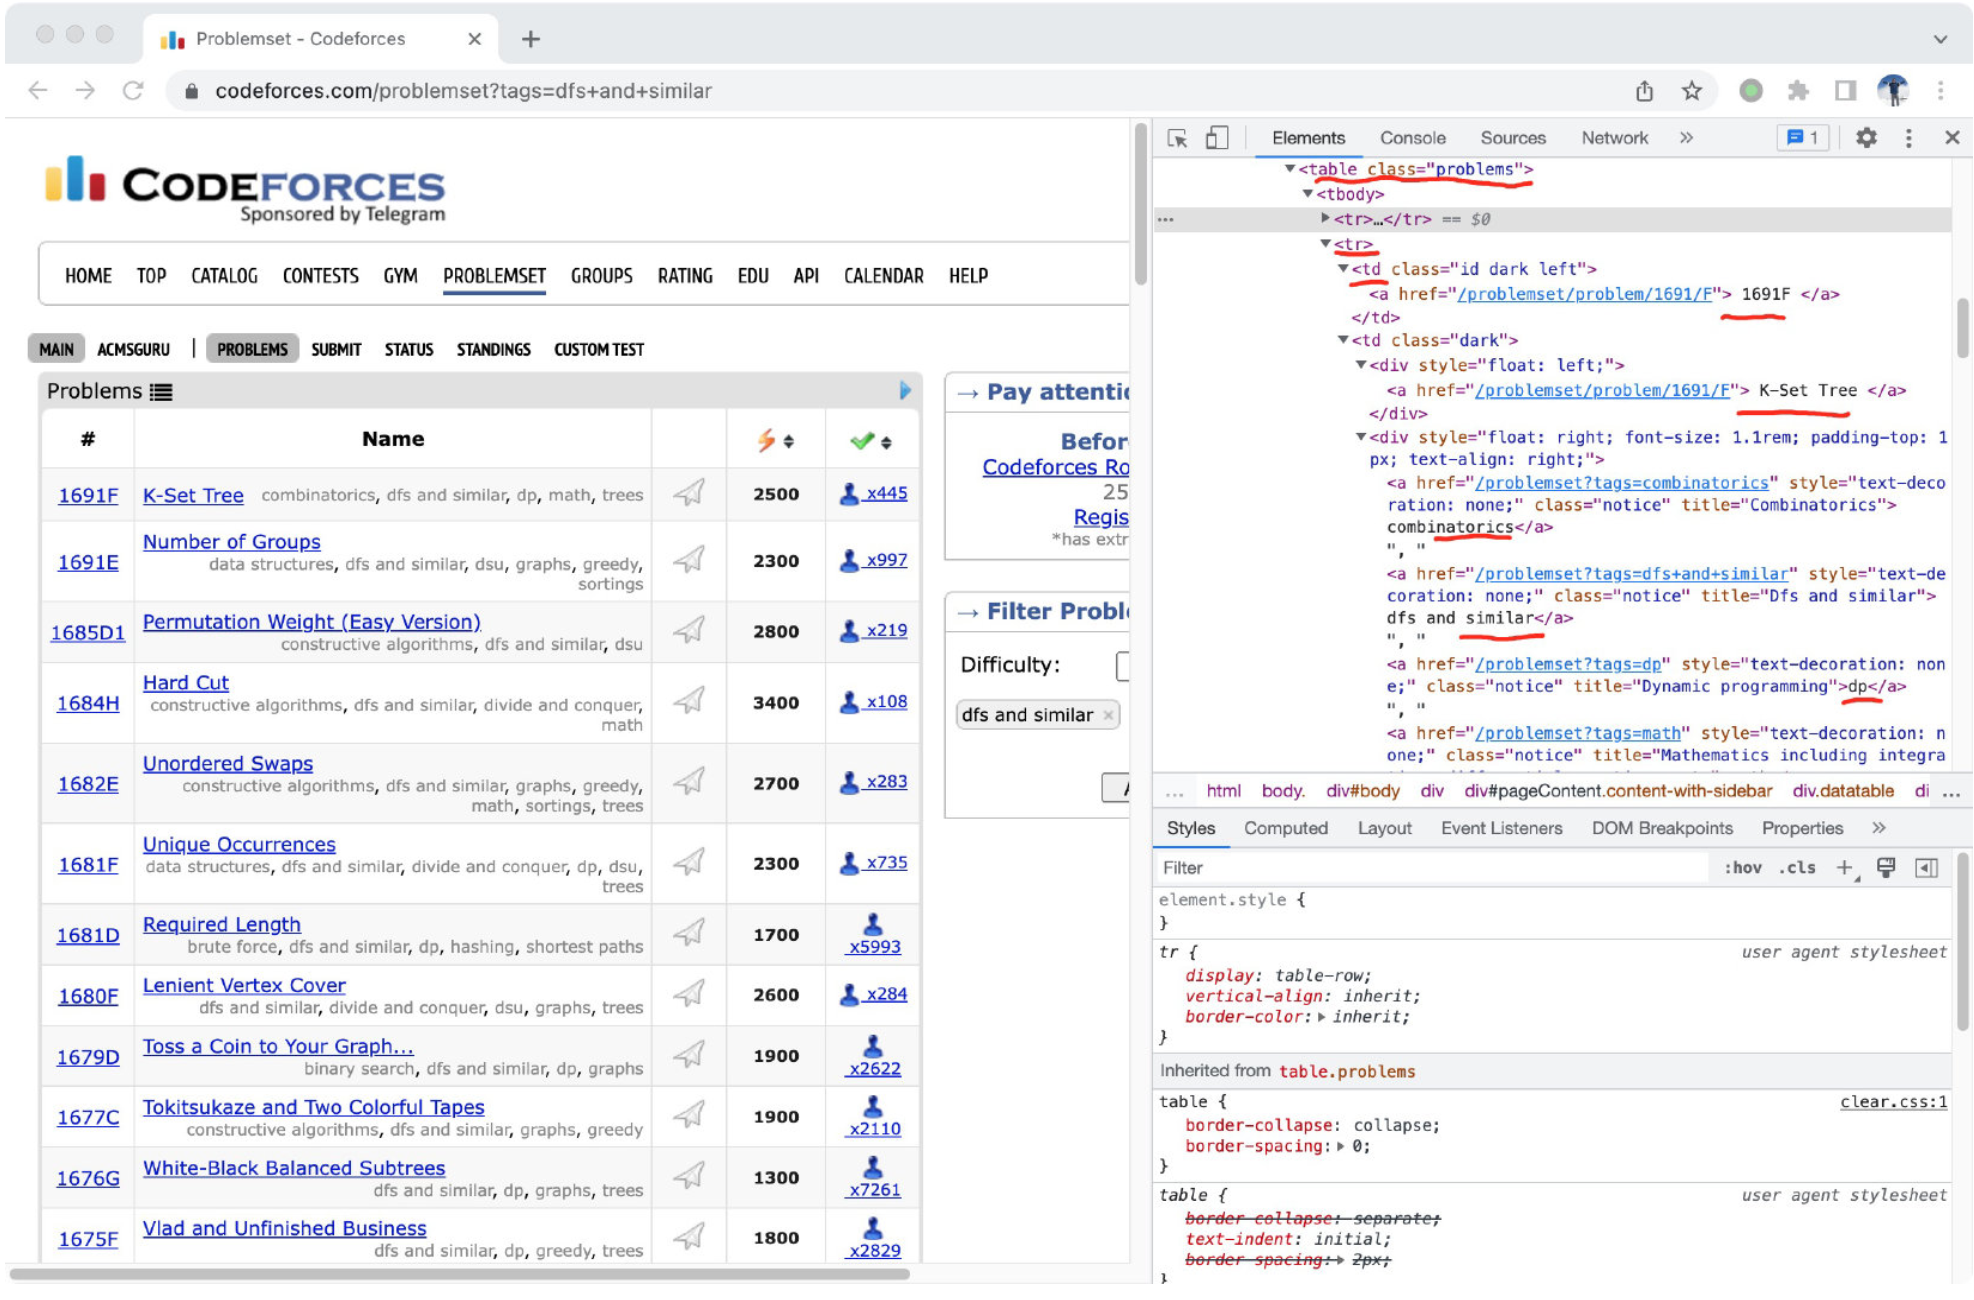 Problemset - Codeforces
codeforces.com/problemset?tags=dfs+and+similar
CODEFORCES
Sponsored by Telegram
HOME TOP CATALOG CONTESTS GYM PROBLEMSET GROUPS RATING EDU API CALENDAR HELP
MAIN ACMSGURU | PROBLEMS SUBMIT STATUS STANDINGS CUSTOM TEST
Problems
# Name
1691F K-Set Tree combinatorics, dfs and similar, dp, math, trees 2500 x445
1691E Number of Groups 2300 x997
data structures, dfs and similar, dsu, graphs, greedy,
sortings
1685D1 Permutation Weight (Easy Version) 2800 x219
constructive algorithms, dfs and similar, dsu
1684H Hard Cut 3400 x108
constructive algorithms, dfs and similar, divide and conquer,
math
1682E Unordered Swaps 2700 x283
constructive algorithms, dfs and similar, graphs, greedy,
math, sortings, trees
1681F Unique Occurrences 2300 x735
data structures, dfs and similar, divide and conquer, dp, dsu,
trees
1681D Required Length 1700 x5993
brute force, dfs and similar, dp, hashing, shortest paths
1680F Lenient Vertex Cover 2600 x284
dfs and similar, divide and conquer, dsu, graphs, trees
1679D Toss a Coin to Your Graph... 1900 x2622
binary search, dfs and similar, dp, graphs
1677C Tokitsukaze and Two Colorful Tapes 1900 x2110
constructive algorithms, dfs and similar, graphs, greedy
1676G White-Black Balanced Subtrees 1300 x7261
dfs and similar, dp, graphs, trees
1675F Vlad and Unfinished Business 1800 x2829
dfs and similar, dp, greedy, trees
→ Pay attentic
Befor
Codeforces Ro
25
Regis
*has extr
→ Filter Proble
Difficulty:
dfs and similar ×
Elements Console Sources Network » 1
<table class="problems">
<tbody>
<tr>…</tr> == $0
<tr>
<td class="id dark left">
<a href="/problemset/problem/1691/F"> 1691F </a>
</td>
<td class="dark">
<div style="float: left;">
<a href="/problemset/problem/1691/F"> K-Set Tree </a>
</div>
<div style="float: right; font-size: 1.1rem; padding-top: 1
px; text-align: right;">
<a href="/problemset?tags=combinatorics" style="text-deco
ration: none;" class="notice" title="Combinatorics">
combinatorics</a>
", "
<a href="/problemset?tags=dfs+and+similar" style="text-de
coration: none;" class="notice" title="Dfs and similar">
dfs and similar</a>
", "
<a href="/problemset?tags=dp" style="text-decoration: non
e;" class="notice" title="Dynamic programming">dp</a>
", "
<a href="/problemset?tags=math" style="text-decoration: n
one;" class="notice" title="Mathematics including integra
... html body. div#body div div#pageContent.content-with-sidebar div.datatable di ...
Styles Computed Layout Event Listeners DOM Breakpoints Properties »
Filter :hov .cls +
element.style {
}
tr { user agent stylesheet
display: table-row;
vertical-align: inherit;
border-color: inherit;
}
Inherited from table.problems
table { clear.css:1
border-collapse: collapse;
border-spacing: 0;
}
table { user agent stylesheet
border-collapse: separate;
text-indent: initial;
border-spacing: 2px;
}